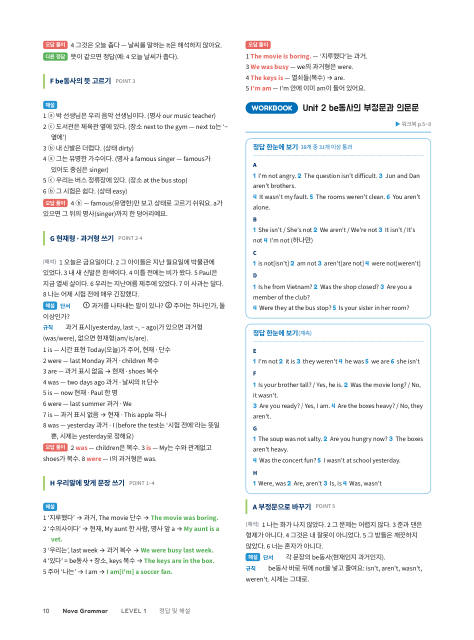 오답 풀이 4 그것은 오늘 춥다 — 날씨를 말하는 It은 해석하지 않아요.
다른 정답 뜻이 같으면 정답(예: 4 오늘 날씨가 춥다).
F be동사의 뜻 고르기 POINT 3
해설
1 ⓐ 박 선생님은 우리 음악 선생님이다. (명사 our music teacher)
2 ⓒ 도서관은 체육관 옆에 있다. (장소 next to the gym — next to는 '~
옆에')
3 ⓑ 내 신발은 더럽다. (상태 dirty)
4 ⓐ 그는 유명한 가수이다. (명사 a famous singer — famous가
있어도 중심은 singer)
5 ⓒ 우리는 버스 정류장에 있다. (장소 at the bus stop)
6 ⓑ 그 시험은 쉽다. (상태 easy)
오답 풀이 4 ⓑ — famous(유명한)만 보고 상태로 고르기 쉬워요. a가
있으면 그 뒤의 명사(singer)까지 한 덩어리예요.
G 현재형·과거형 쓰기 POINT 2·4
[해석] 1 오늘은 금요일이다. 2 그 아이들은 지난 월요일에 박물관에
있었다. 3 내 새 신발은 흰색이다. 4 이틀 전에는 비가 왔다. 5 Paul은
지금 열세 살이다. 6 우리는 지난여름 제주에 있었다. 7 이 사과는 달다.
8 나는 어제 시험 전에 매우 긴장했다.
해설 단서 ① 과거를 나타내는 말이 있나? ② 주어는 하나인가, 둘
이상인가?
규칙 과거 표시(yesterday, last ~, ~ ago)가 있으면 과거형
(was/were), 없으면 현재형(am/is/are).
1 is — 시간 표현 Today(오늘)가 주어, 현재 · 단수
2 were — last Monday 과거 · children 복수
3 are — 과거 표시 없음 → 현재 · shoes 복수
4 was — two days ago 과거 · 날씨의 It 단수
5 is — now 현재 · Paul 한 명
6 were — last summer 과거 · We
7 is — 과거 표시 없음 → 현재 · This apple 하나
8 was — yesterday 과거 · I (before the test는 '시험 전에'라는 뜻일
뿐, 시제는 yesterday로 정해요)
오답 풀이 2 was — children은 복수. 3 is — My는 수와 관계없고
shoes가 복수. 8 were — I의 과거형은 was.
H 우리말에 맞게 문장 쓰기 POINT 1·4
해설
1 '지루했다' → 과거, The movie 단수 → The movie was boring.
2 '수의사이다' → 현재, My aunt 한 사람, 명사 앞 a → My aunt is a
vet.
3 '우리는', last week → 과거 복수 → We were busy last week.
4 '있다' = be동사 + 장소, keys 복수 → The keys are in the box.
5 주어 '나는' → I am → I am[I'm] a soccer fan.
오답 풀이
1 The movie is boring. — '지루했다'는 과거.
3 We was busy — we의 과거형은 were.
4 The keys is — 열쇠들(복수) → are.
5 I'm am — I'm 안에 이미 am이 들어 있어요.
WORKBOOK Unit 2 be동사의 부정문과 의문문
▶ 워크북 p.5–8
정답 한눈에 보기 38개 중 31개 이상 통과
A
1 I'm not angry. 2 The question isn't difficult. 3 Jun and Dan
aren't brothers.
4 It wasn't my fault. 5 The rooms weren't clean. 6 You aren't
alone.
B
1 She isn't / She's not 2 We aren't / We're not 3 It isn't / It's
not 4 I'm not (하나만)
C
1 is not[isn't] 2 am not 3 aren't[are not] 4 were not[weren't]
D
1 Is he from Vietnam? 2 Was the shop closed? 3 Are you a
member of the club?
4 Were they at the bus stop? 5 Is your sister in her room?
정답 한눈에 보기(계속)
E
1 I'm not 2 it is 3 they weren't 4 he was 5 we are 6 she isn't
F
1 Is your brother tall? / Yes, he is. 2 Was the movie long? / No,
it wasn't.
3 Are you ready? / Yes, I am. 4 Are the boxes heavy? / No, they
aren't.
G
1 The soup was not salty. 2 Are you hungry now? 3 The boxes
aren't heavy.
4 Was the concert fun? 5 I wasn't at school yesterday.
H
1 Were, was 2 Are, aren't 3 Is, is 4 Was, wasn't
A 부정문으로 바꾸기 POINT 5
[해석] 1 나는 화가 나지 않았다. 2 그 문제는 어렵지 않다. 3 준과 댄은
형제가 아니다. 4 그것은 내 잘못이 아니었다. 5 그 방들은 깨끗하지
않았다. 6 너는 혼자가 아니다.
해설 단서 각 문장의 be동사(현재인지 과거인지).
규칙 be동사 바로 뒤에 not을 넣고 줄여요: isn't, aren't, wasn't,
weren't. 시제는 그대로.
10 Nova Grammar LEVEL 1 정답 및 해설